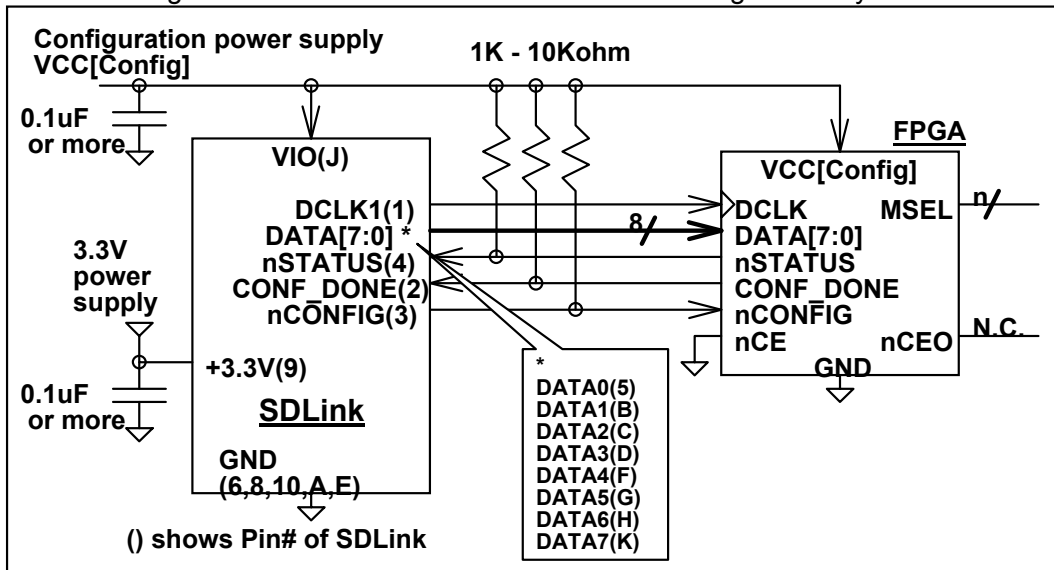 Configuration power supply
VCC[Config]
1K - 10Kohm
0.1uF
or more
VIO(J)
DCLK1(1)
DATA[7:0] *
nSTATUS(4)
CONF_DONE(2)
nCONFIG(3)
+3.3V(9)
SDLink
GND
(6,8,10,A,E)
3.3V
power
supply
0.1uF
or more
8/
FPGA
VCC[Config]
DCLK
MSEL
n/
DATA[7:0]
nSTATUS
CONF_DONE
nCONFIG
nCE
nCEO
N.C.
GND
*
DATA0(5)
DATA1(B)
DATA2(C)
DATA3(D)
DATA4(F)
DATA5(G)
DATA6(H)
DATA7(K)
() shows Pin# of SDLink